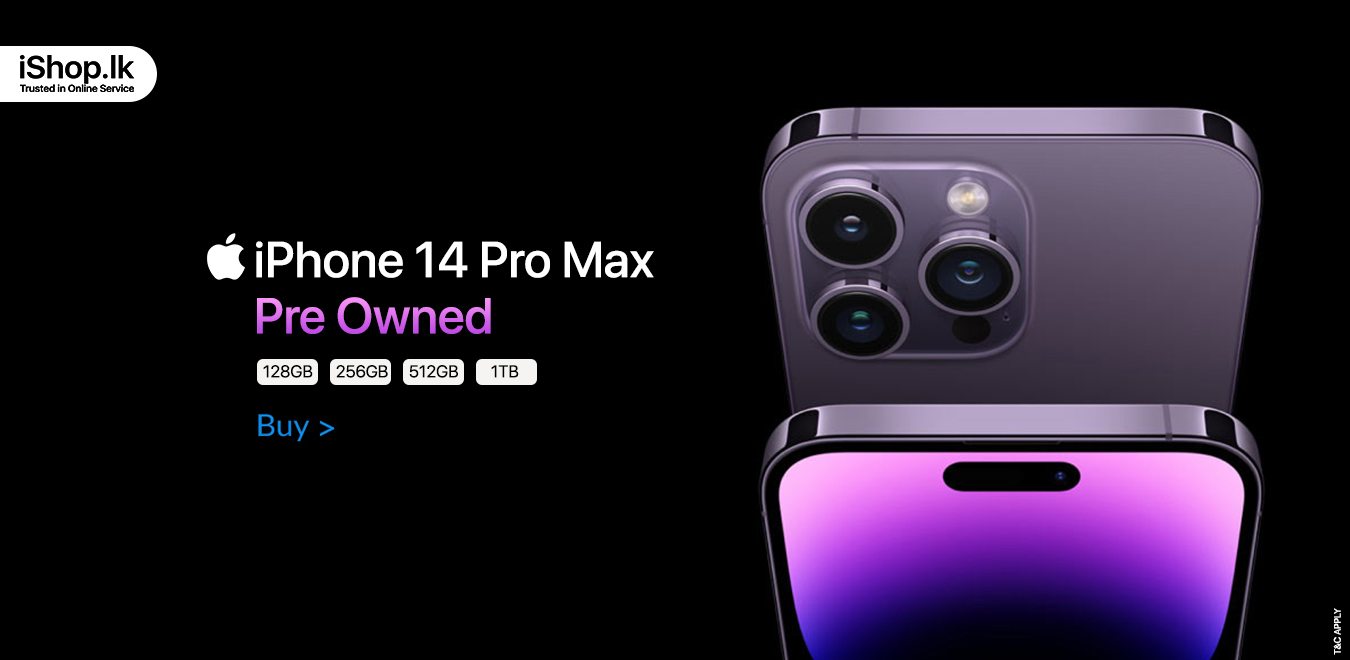 iShop.lk
Trusted in Online Service
iPhone 14 Pro Max
Pre Owned
128GB 256GB 512GB 1TB
Buy >
T&C APPLY